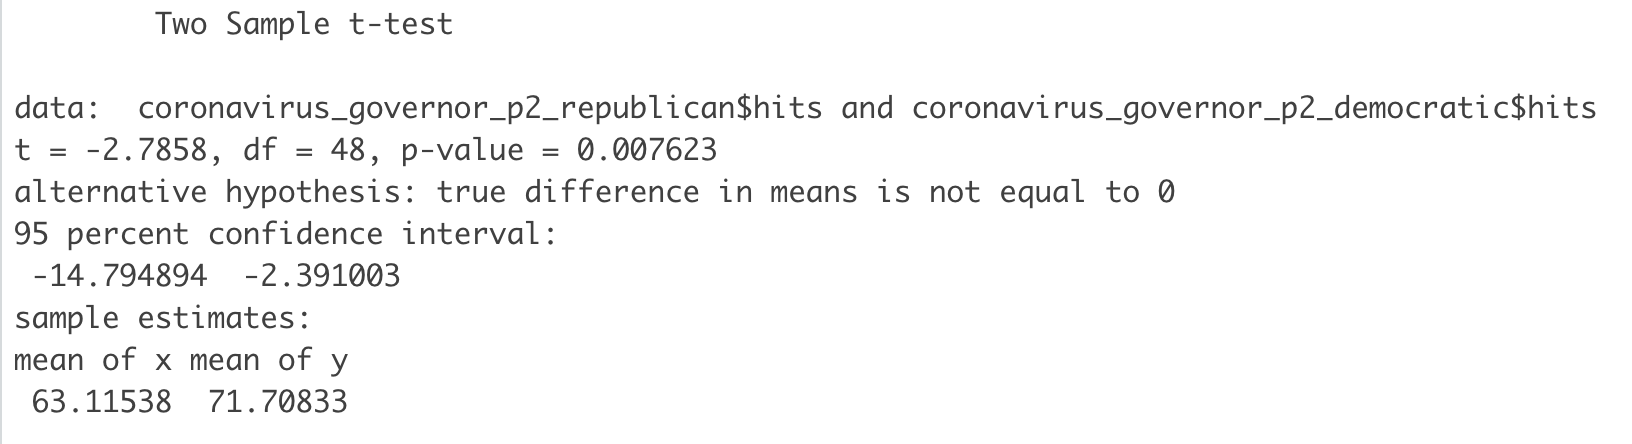 Two Sample t-test
data:  coronavirus_governor_p2_republican$hits and coronavirus_governor_p2_democratic$hits
t = -2.7858, df = 48, p-value = 0.007623
alternative hypothesis: true difference in means is not equal to 0
95 percent confidence interval:
 -14.794894  -2.391003
sample estimates:
mean of x mean of y
 63.11538  71.70833